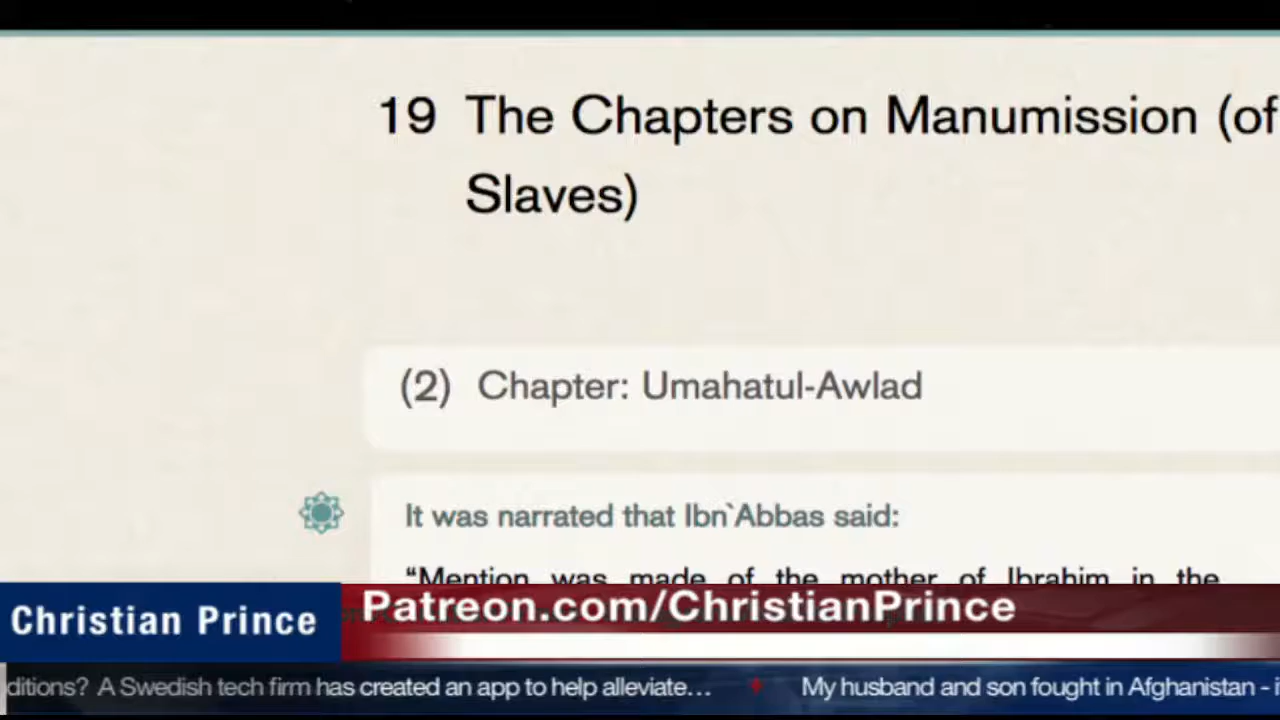 19 The Chapters on Manumission (of
Slaves)
(2) Chapter: Umahatul-Awlad
It was narrated that Ibn`Abbas said:
“Mention was made of the mother of Ibrahim in the
Christian Prince
Patreon.com/ChristianPrince
ditions? A Swedish tech firm has created an app to help alleviate... My husband and son fought in Afghanistan - i